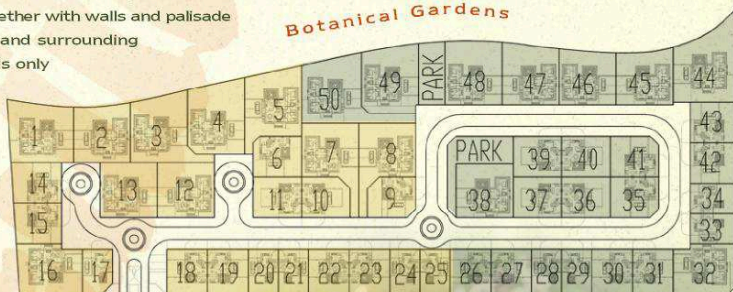 ether with walls and palisade
and surrounding
s only
Botanical Gardens
1 2 3 4 5 50 49 PARK 48 47 46 45 44
6 7 8 43
PARK 39 40 41 42
14 13 12 11 10 9 38 37 36 35 34
15 33
16 17 18 19 20 21 22 23 24 25 26 27 28 29 30 31 32